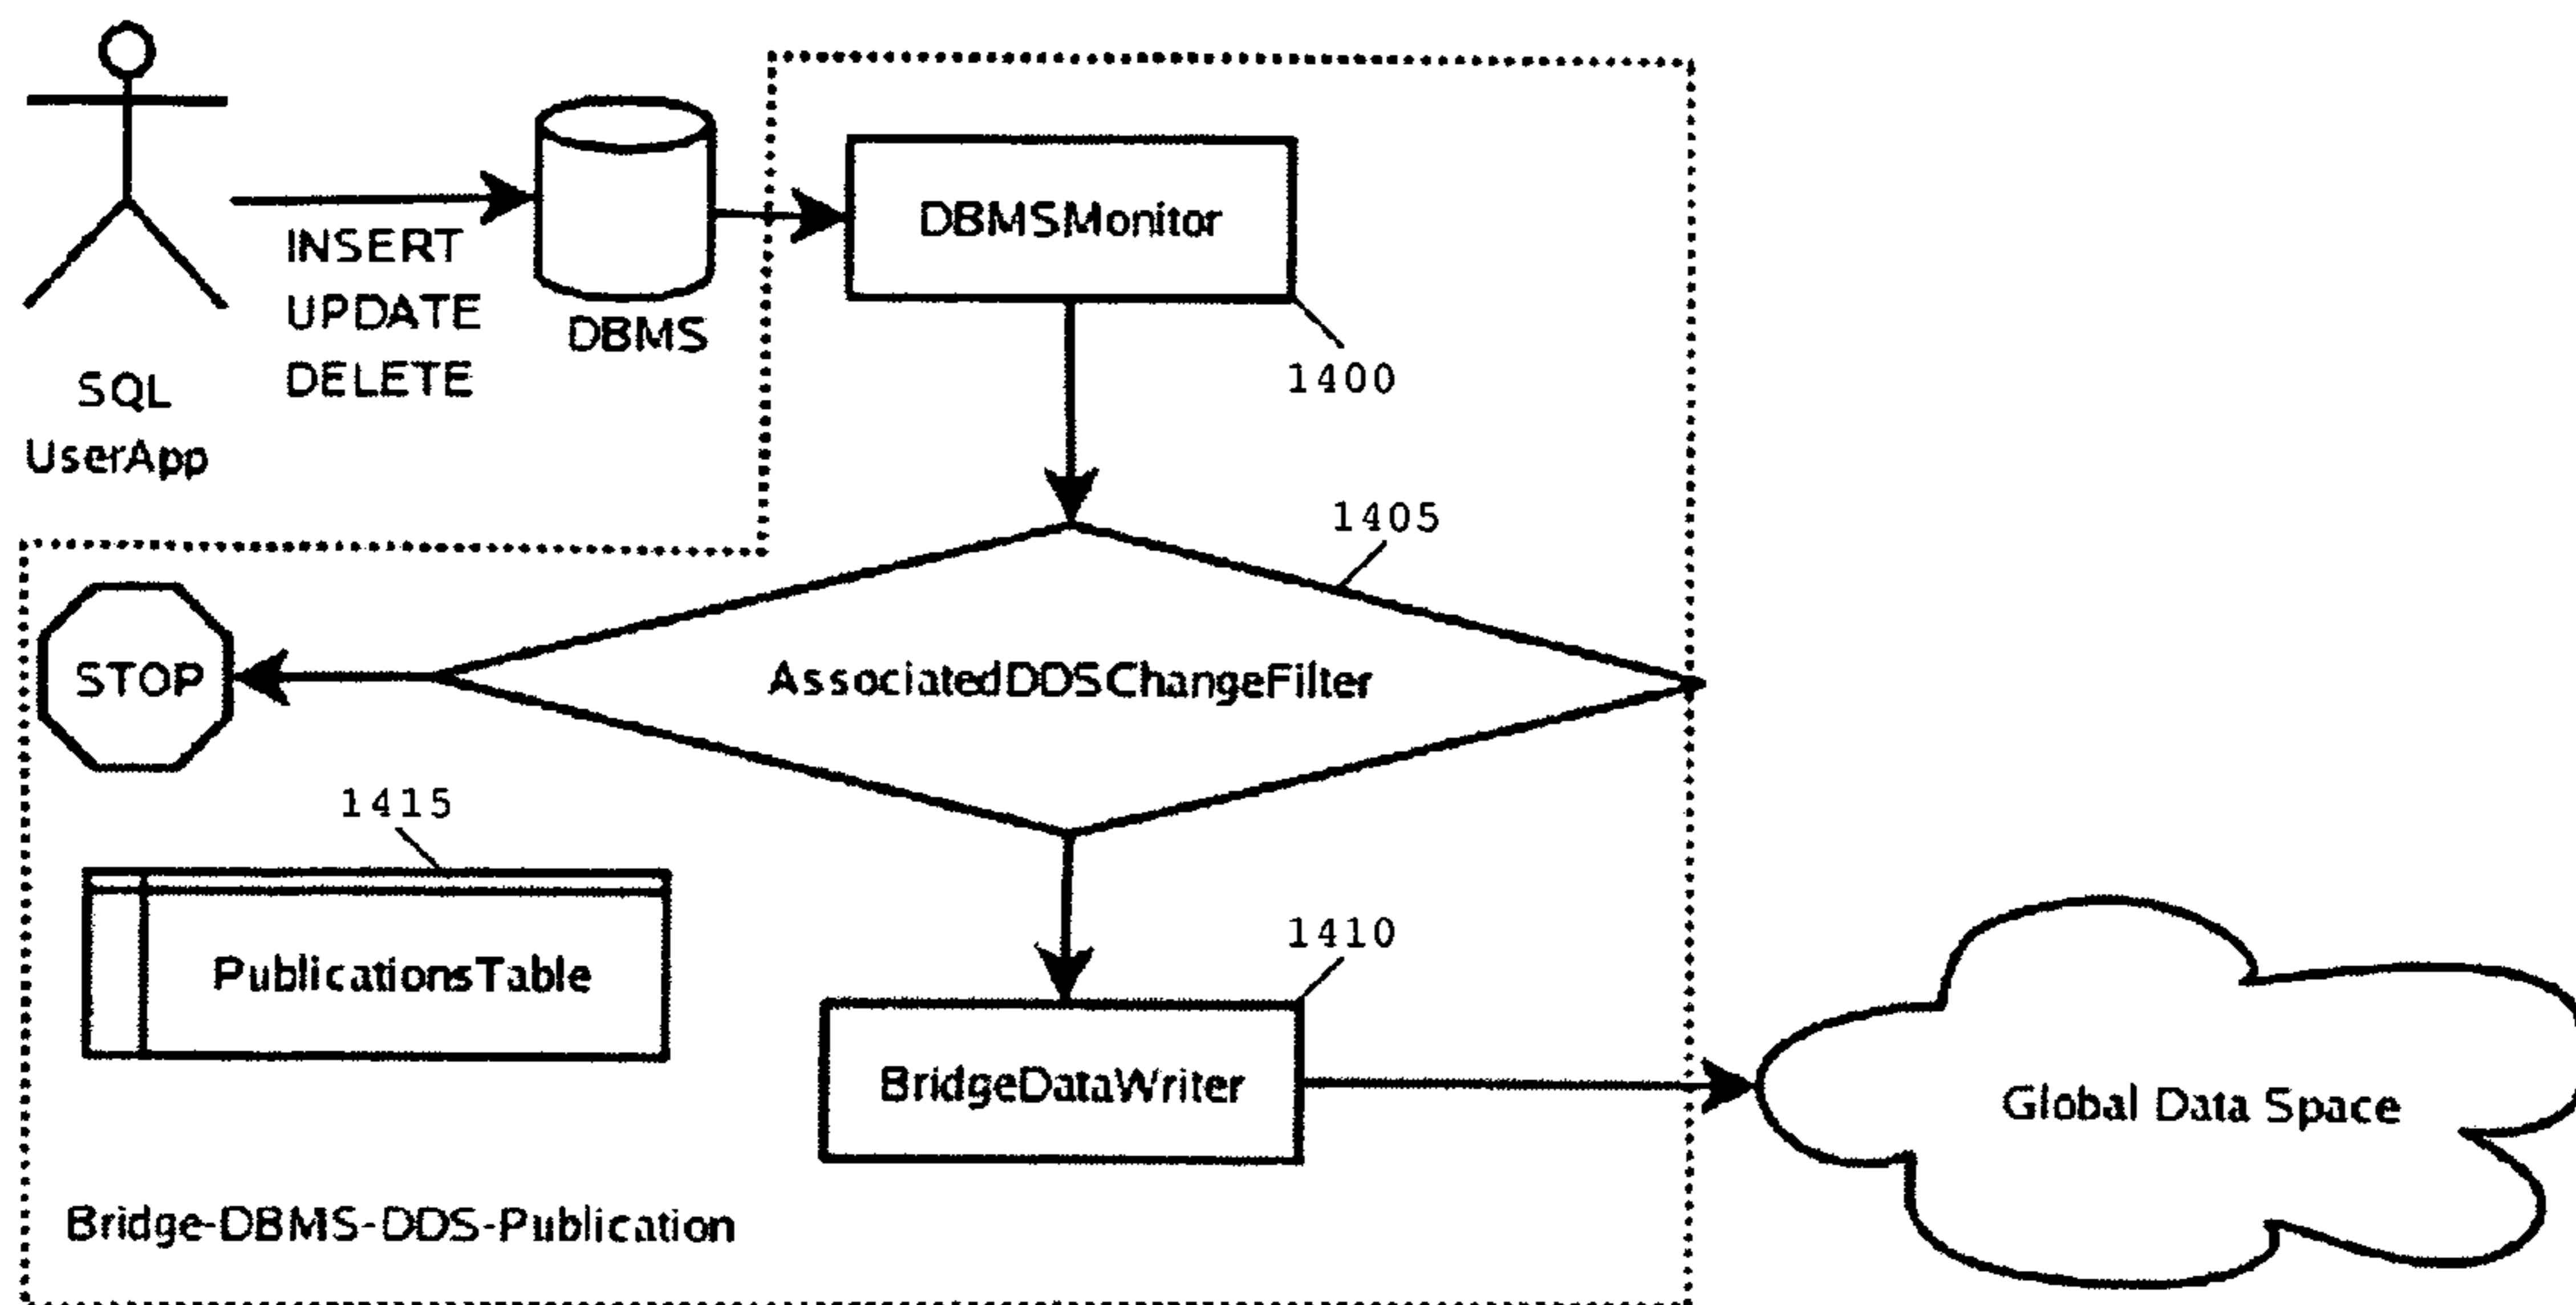 INSERT
UPDATE
DELETE
SQL
UserApp
DBMS
DBMSMonitor
1400
1405
AssociatedDDSChangeFilter
STOP
1415
PublicationsTable
1410
BridgeDataWriter
Global Data Space
Bridge-DBMS-DDS-Publication